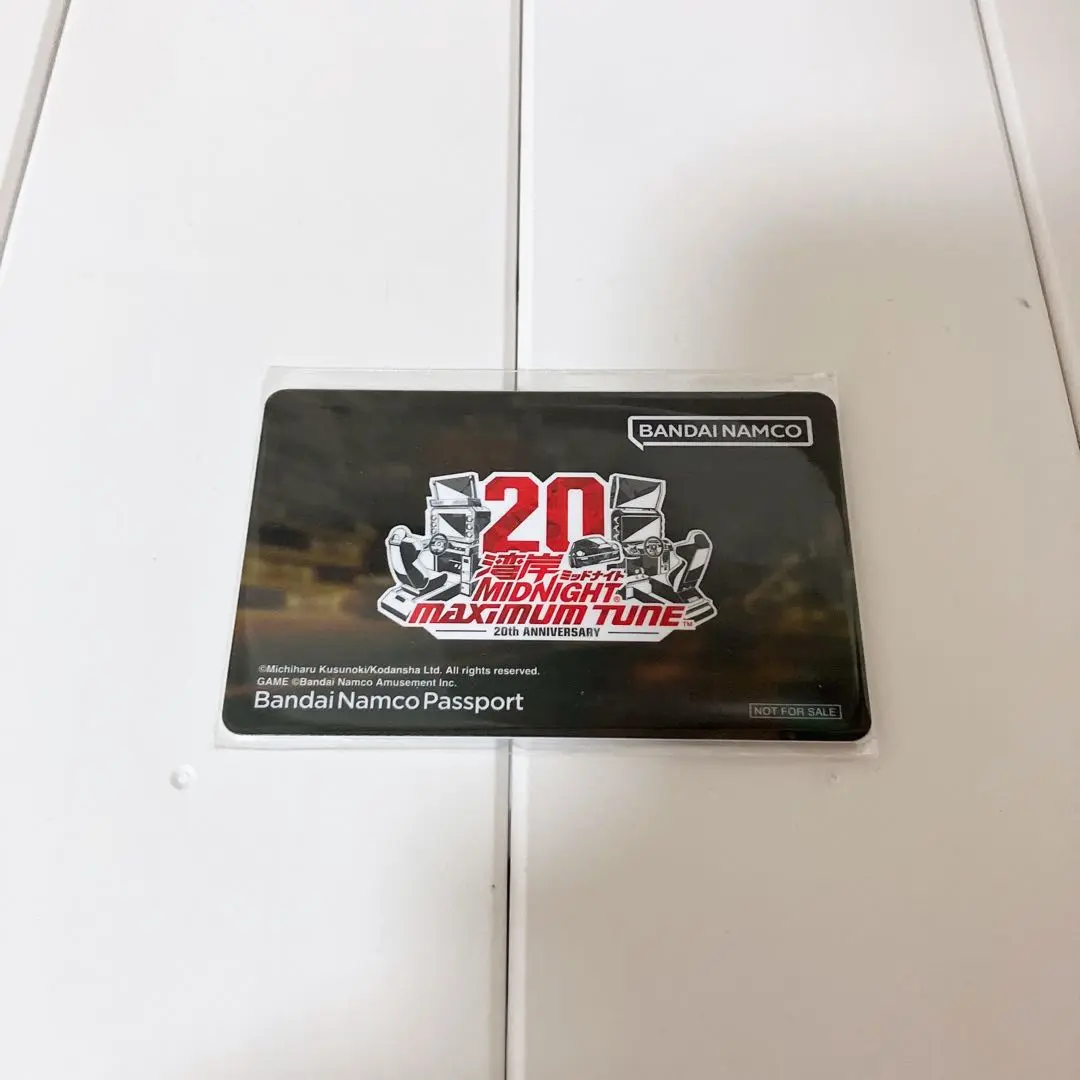 BANDAI NAMCO
20
湾岸 ミッドナイト
MIDNIGHT®
MAXIMUM TUNE™
20th ANNIVERSARY
©Michiharu Kusunoki/Kodansha Ltd. All rights reserved.
GAME ©Bandai Namco Amusement Inc.
Bandai Namco Passport
NOT FOR SALE